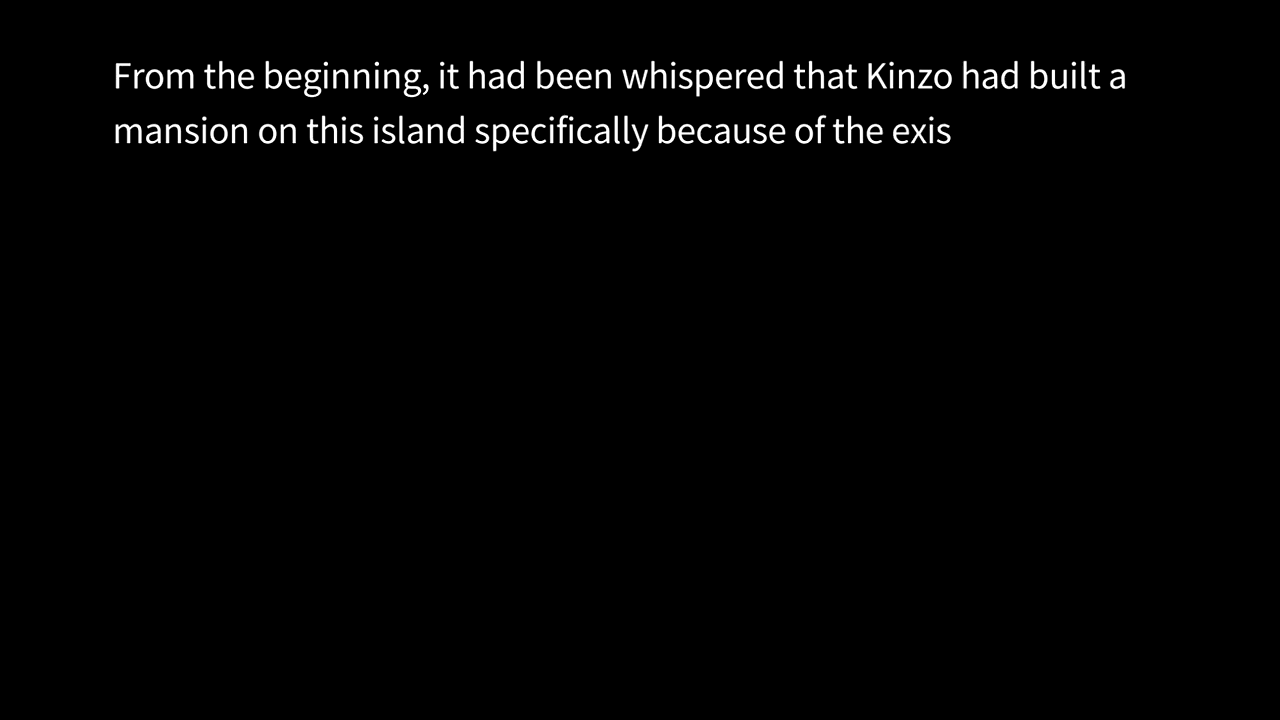 From the beginning, it had been whispered that Kinzo had built a
mansion on this island specifically because of the exis